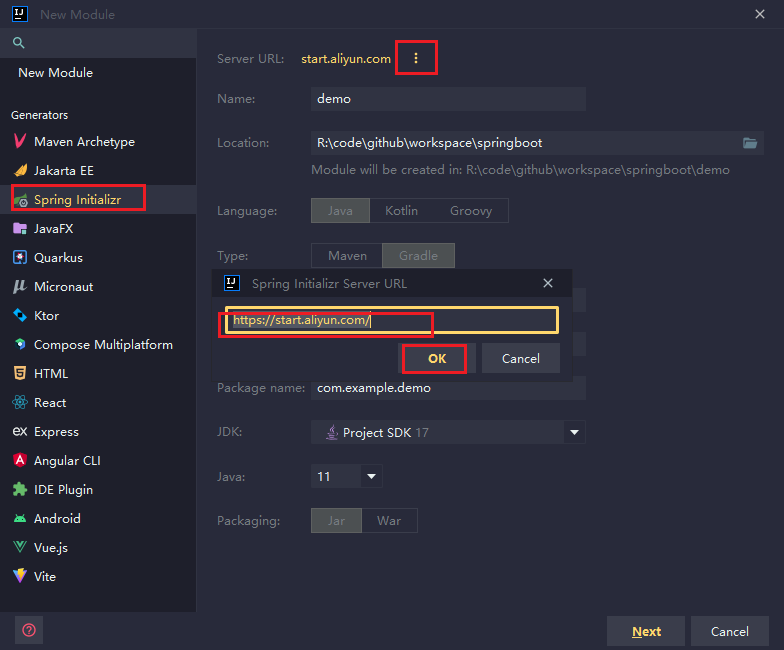 New Module
New Module
Generators
Maven Archetype
Jakarta EE
Spring Initializr
JavaFX
Quarkus
Micronaut
Ktor
Compose Multiplatform
HTML
React
Express
Angular CLI
IDE Plugin
Android
Vue.js
Vite
Server URL: start.aliyun.com
Name: demo
Location: R:\code\github\workspace\springboot
Module will be created in: R:\code\github\workspace\springboot\demo
Language: Java Kotlin Groovy
Type: Maven Gradle
Spring Initializr Server URL
https://start.aliyun.com/
OK Cancel
Package name: com.example.demo
JDK: Project SDK 17
Java: 11
Packaging: Jar War
? Next Cancel